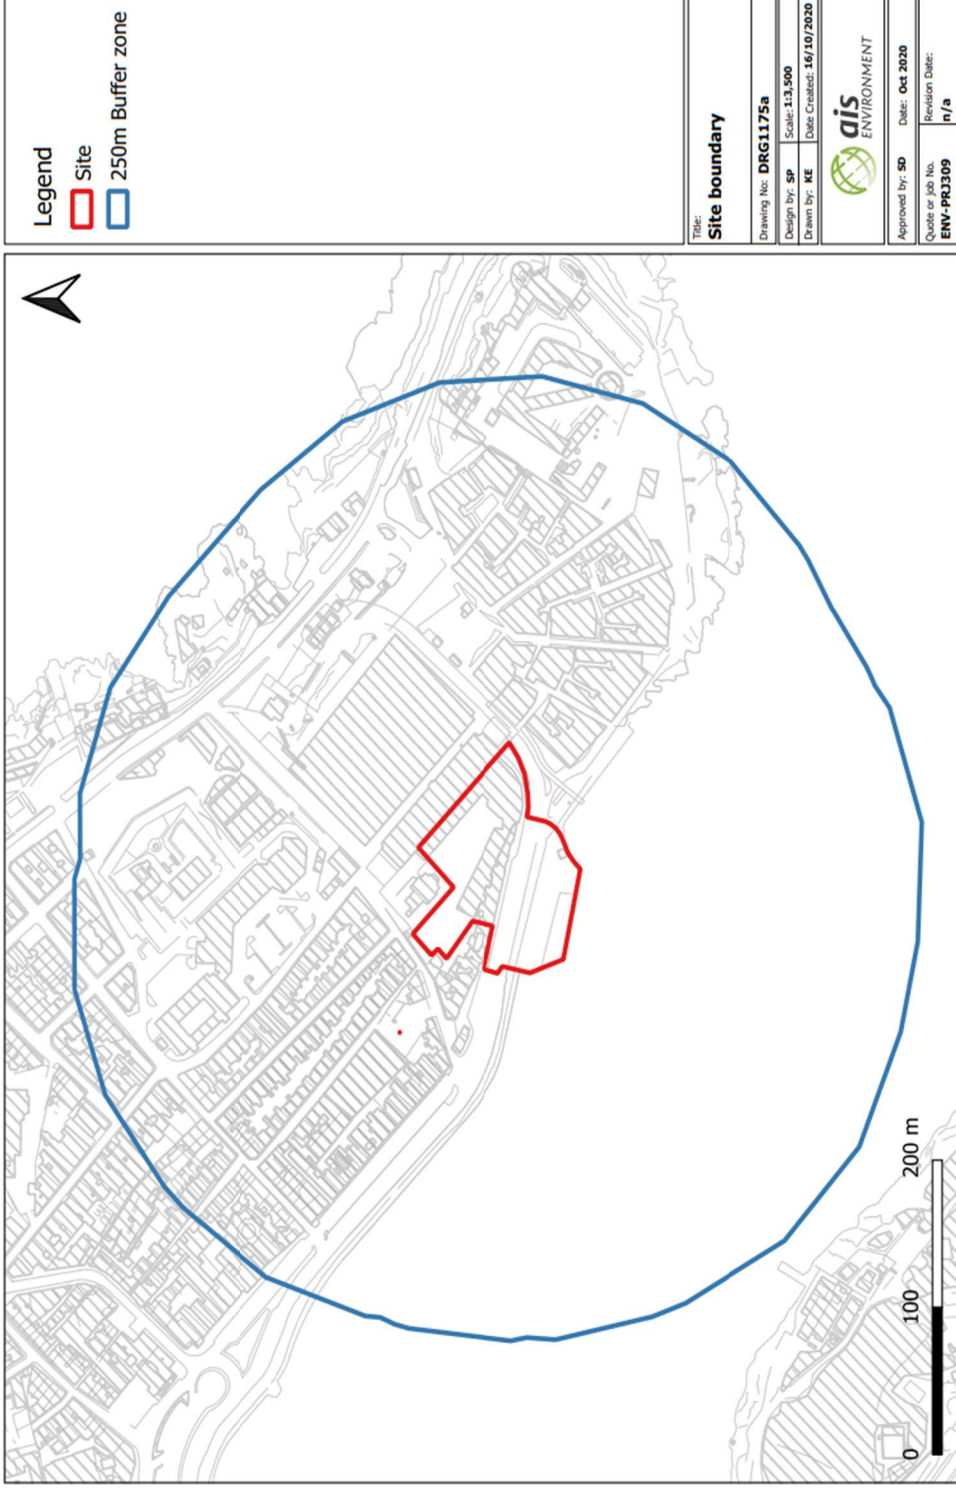 Legend
Site
250m Buffer zone
Title:
Site boundary
Drawing No: DRG1175a
Design by: SP
Scale: 1:3,500
Drawn by: KE
Date Created: 16/10/2020
ais
ENVIRONMENT
Approved by: SD
Date: Oct 2020
Quote or job No.
ENV-PRJ309
Revision Date:
n/a
0 100 200 m